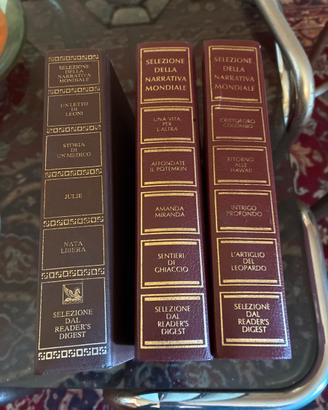 SELEZIONE
DELLA
NARRATIVA
MONDIALE
UN LETTO
DI
LEONI
STORIA
DI
UN MEDICO
JULIE
NATA
LIBERA
SELEZIONE
DAL
READER'S
DIGEST
SELEZIONE
DELLA
NARRATIVA
MONDIALE
UNA VITA
PER
L'ALTRA
AFFONDATE
IL POTEMKIN
AMANDA
MIRANDA
SENTIERI
DI
GHIACCIO
SELEZIONE
DAL
READER'S
DIGEST
SELEZIONE
DELLA
NARRATIVA
MONDIALE
CRISTOFORO
COLOMBO
RITORNO
ALLE
HAWAII
INTRIGO
PROFONDO
L'ARTIGLIO
DEL
LEOPARDO
SELEZIONE
DAL
READER'S
DIGEST